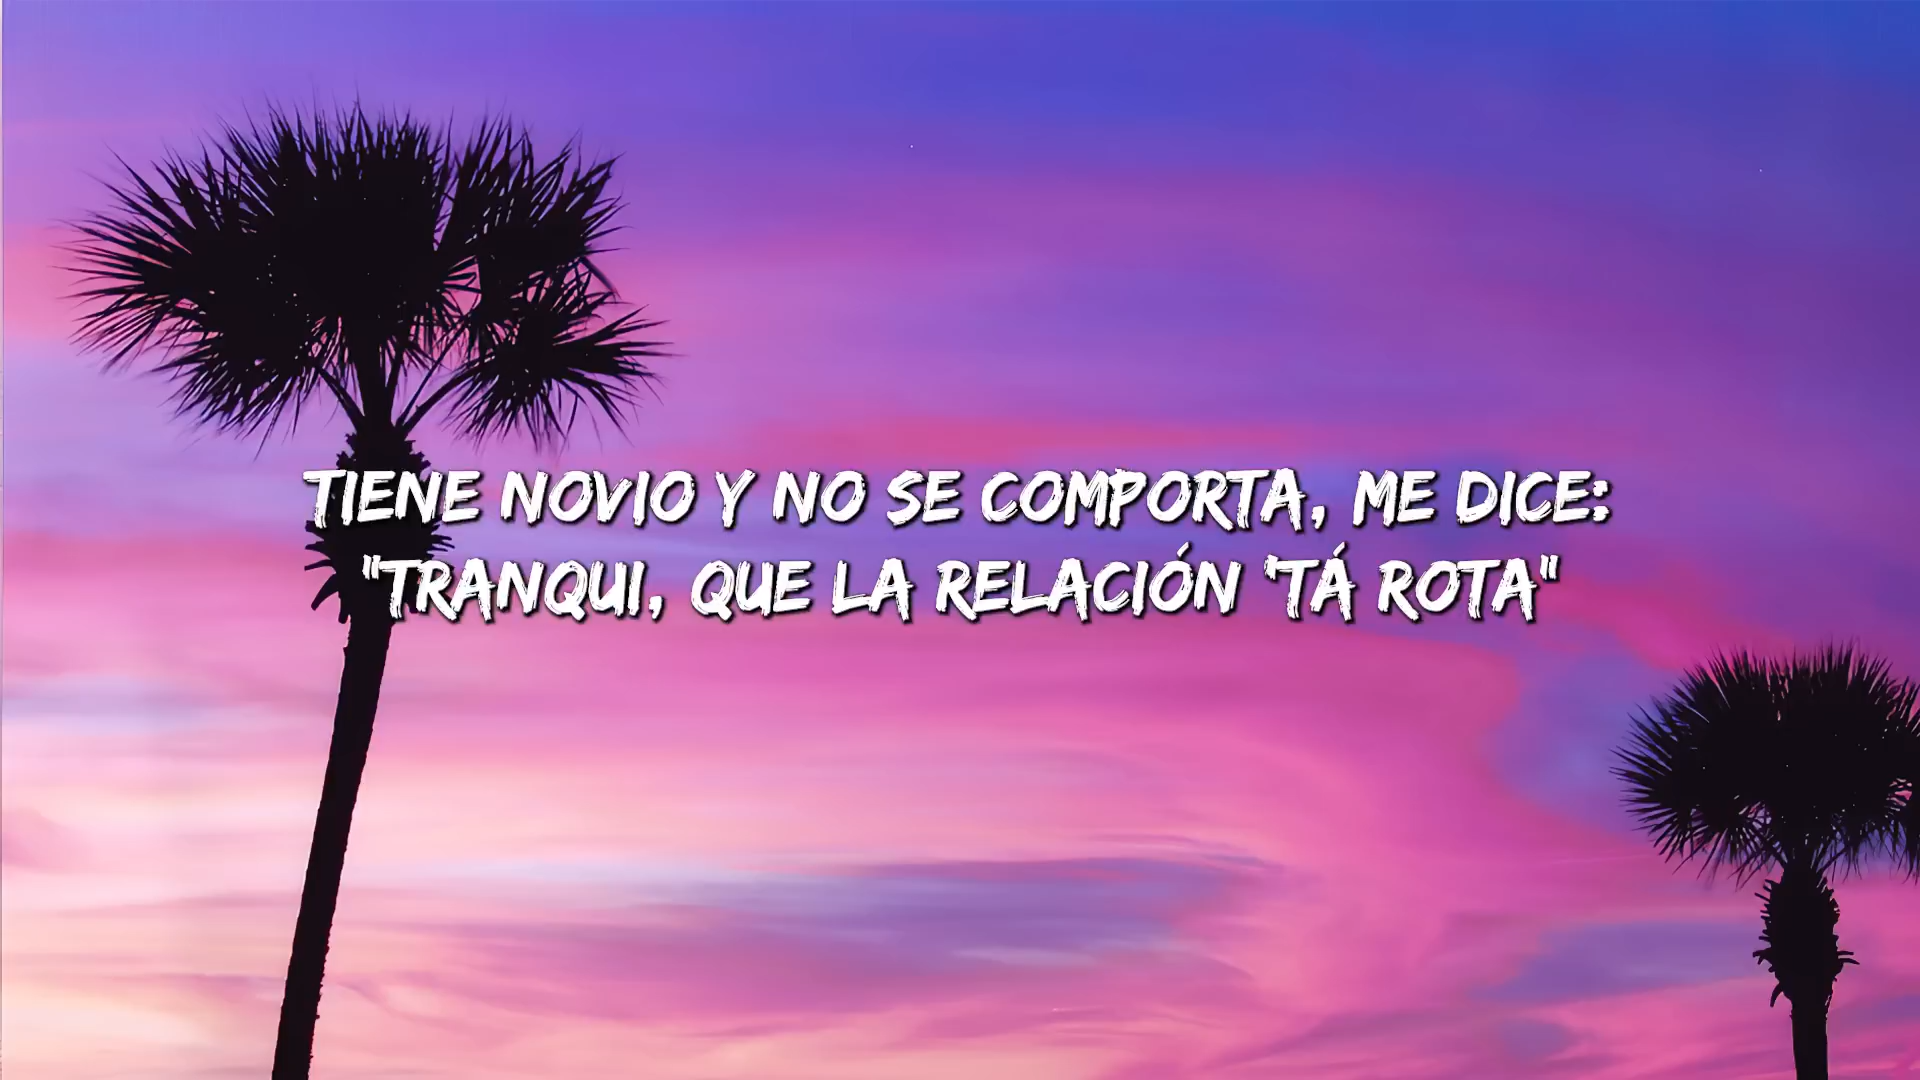 TIENE NOVIO Y NO SE COMPORTA, ME DICE:
"TRANQUI, QUE LA RELACIÓN 'TÁ ROTA"